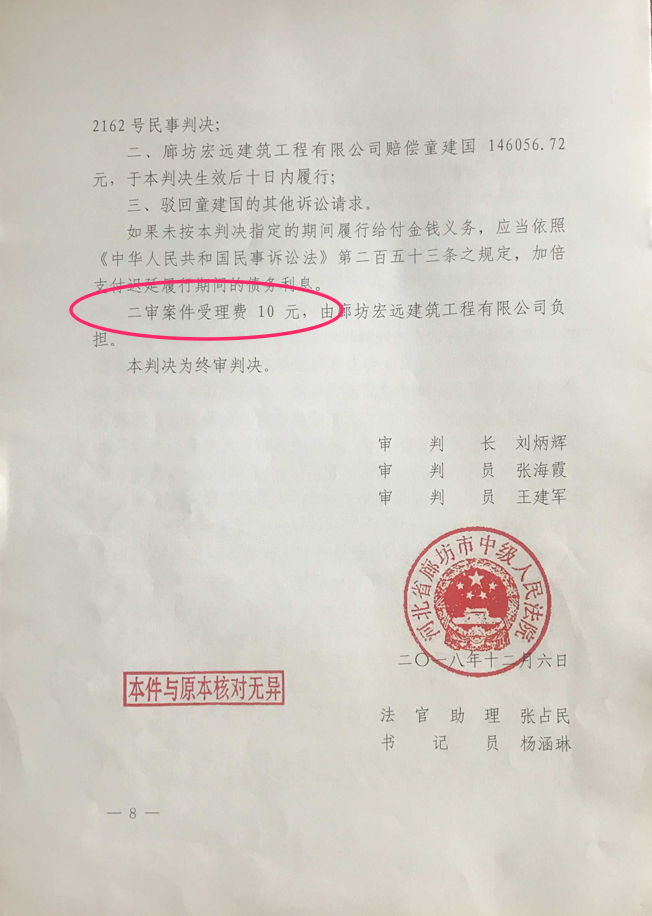 2162 号民事判决;
二、廊坊宏远建筑工程有限公司赔偿童建国 146056.72
元,于本判决生效后十日内履行;
三、驳回童建国的其他诉讼请求。
如果未按本判决指定的期间履行给付金钱义务,应当依照
《中华人民共和国民事诉讼法》第二百五十三条之规定,加倍
支付迟延履行期间的债务利息。
二审案件受理费 10 元,由廊坊宏远建筑工程有限公司负
担。
本判决为终审判决。
审 判 长 刘炳辉
审 判 员 张海霞
审 判 员 王建军
河北省廊坊市中级人民法院
二〇一八年十二月六日
本件与原本核对无异
法 官 助 理 张占民
书 记 员 杨涵琳
— 8 —